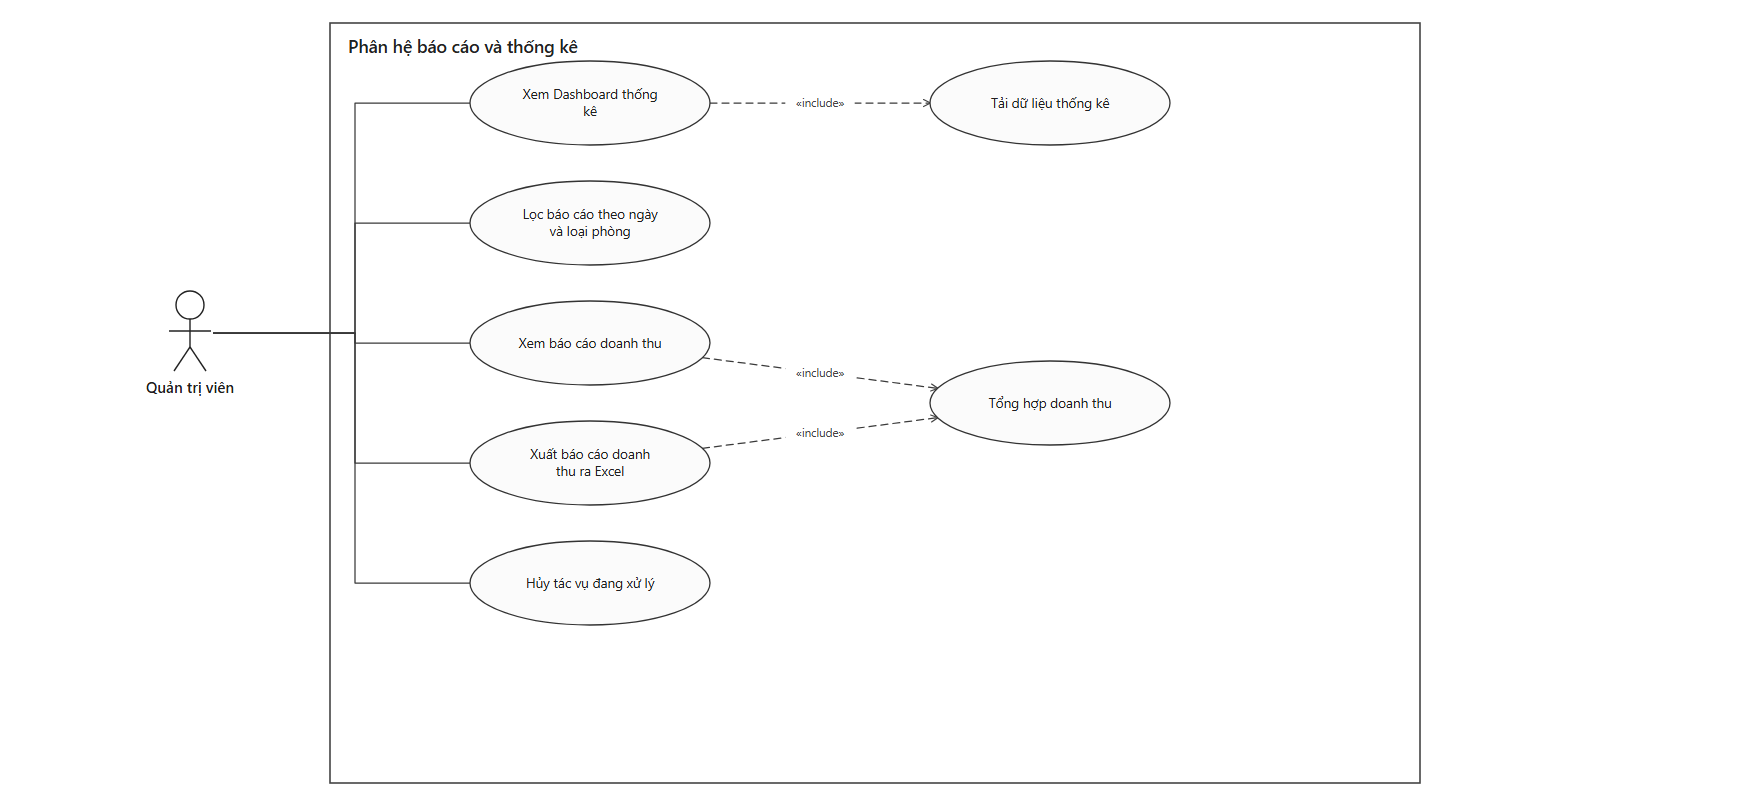 Phân hệ báo cáo và thống kê
Xem Dashboard thống
kê
«include»
Tải dữ liệu thống kê
Lọc báo cáo theo ngày
và loại phòng
Xem báo cáo doanh thu
«include»
Tổng hợp doanh thu
«include»
Xuất báo cáo doanh
thu ra Excel
Hủy tác vụ đang xử lý
Quản trị viên